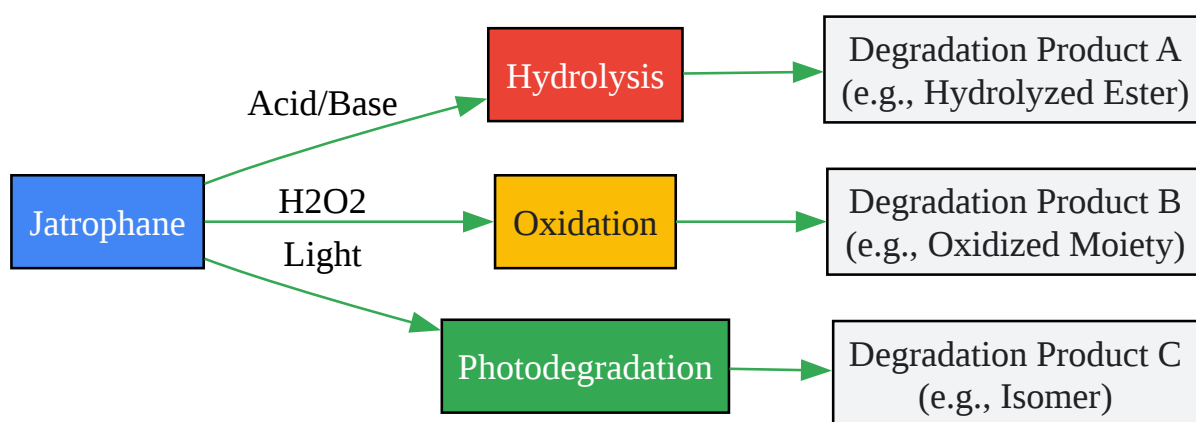 Jatrophane
Acid/Base
Hydrolysis
Degradation Product A
(e.g., Hydrolyzed Ester)
H2O2
Oxidation
Degradation Product B
(e.g., Oxidized Moiety)
Light
Photodegradation
Degradation Product C
(e.g., Isomer)